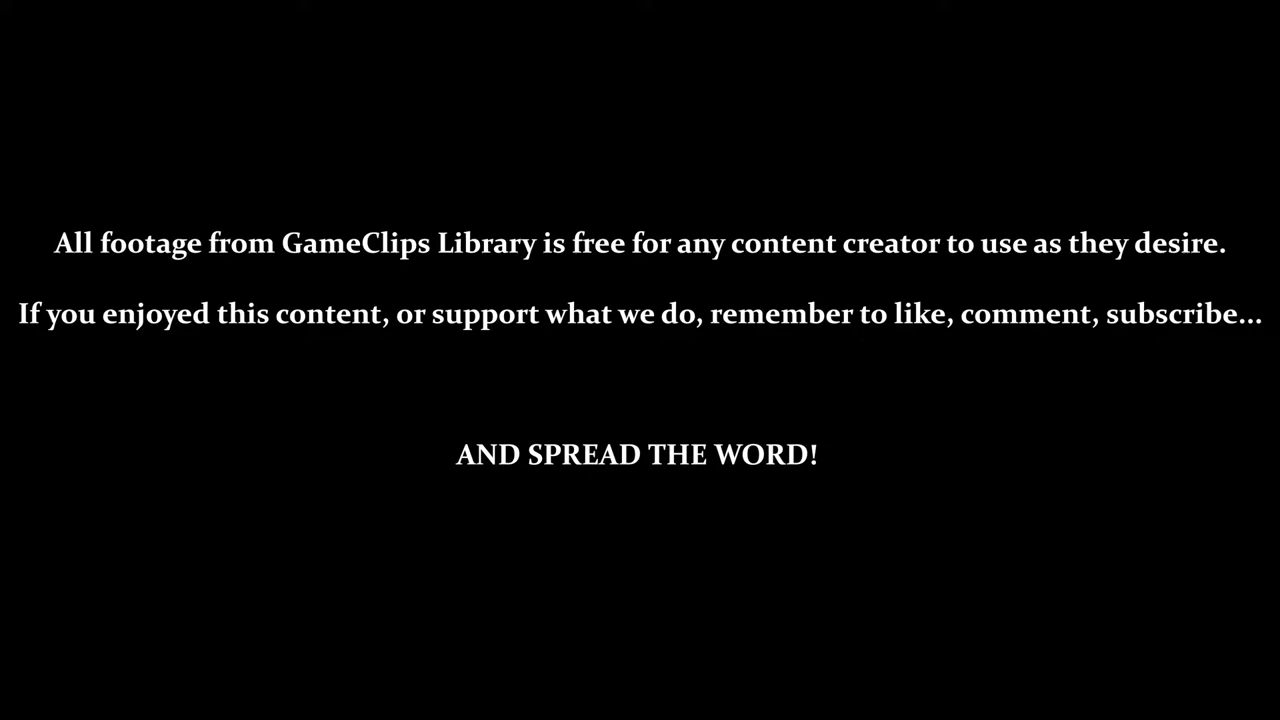 All footage from GameClips Library is free for any content creator to use as they desire.
If you enjoyed this content, or support what we do, remember to like, comment, subscribe...
AND SPREAD THE WORD!